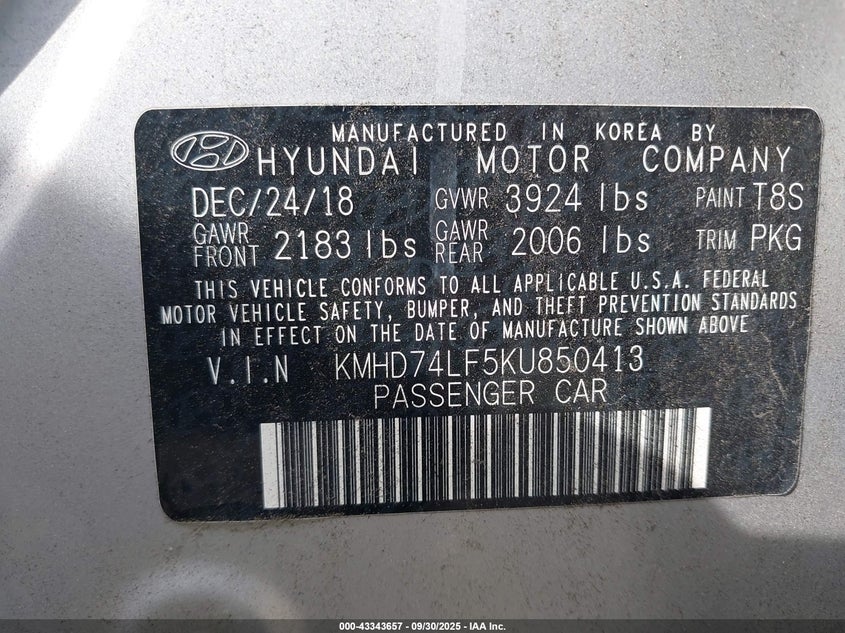 MANUFACTURED IN KOREA BY
HYUNDAI MOTOR COMPANY
DEC/24/18 GVWR 3924 lbs PAINT T8S
GAWR FRONT 2183 lbs GAWR REAR 2006 lbs TRIM PKG
THIS VEHICLE CONFORMS TO ALL APPLICABLE U.S.A. FEDERAL
MOTOR VEHICLE SAFETY, BUMPER, AND THEFT PREVENTION STANDARDS
IN EFFECT ON THE DATE OF MANUFACTURE SHOWN ABOVE
V.I.N KMHD74LF5KU850413
PASSENGER CAR
000-43343657 - 09/30/2025 - IAA Inc.